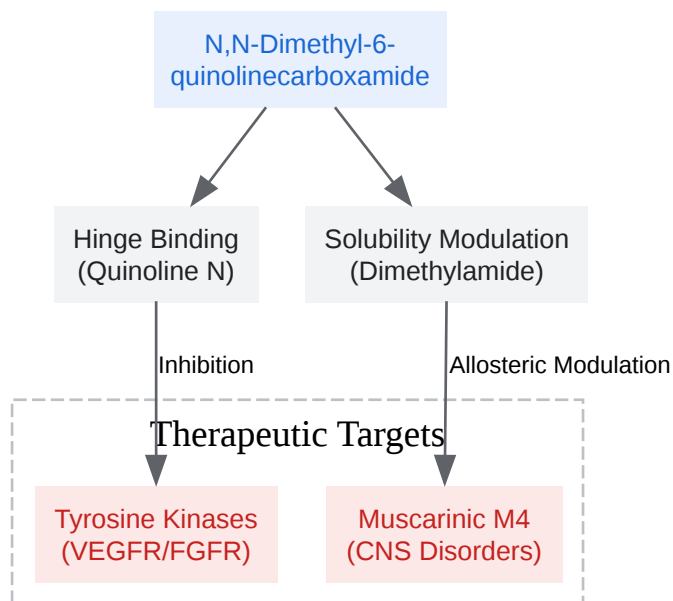 N,N-Dimethyl-6-
quinolinecarboxamide
Hinge Binding
(Quinoline N)
Solubility Modulation
(Dimethylamide)
Inhibition
Allosteric Modulation
Therapeutic Targets
Tyrosine Kinases
(VEGFR/FGFR)
Muscarinic M4
(CNS Disorders)